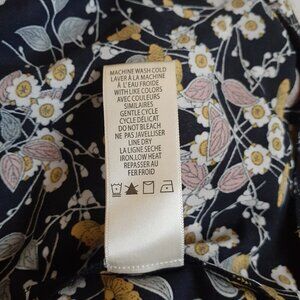 MACHINE WASH COLD
LAVER À LA MACHINE
À L'EAU FROIDE
WITH LIKE COLORS
AVEC COULEURS
SIMILAIRES
GENTLE CYCLE
CYCLE DÉLICAT
DO NOT BLEACH
NE PAS JAVELLISER
LINE DRY
LA LIGNE SECHE
IRON,LOW HEAT
REPASSER AU
FER FROID